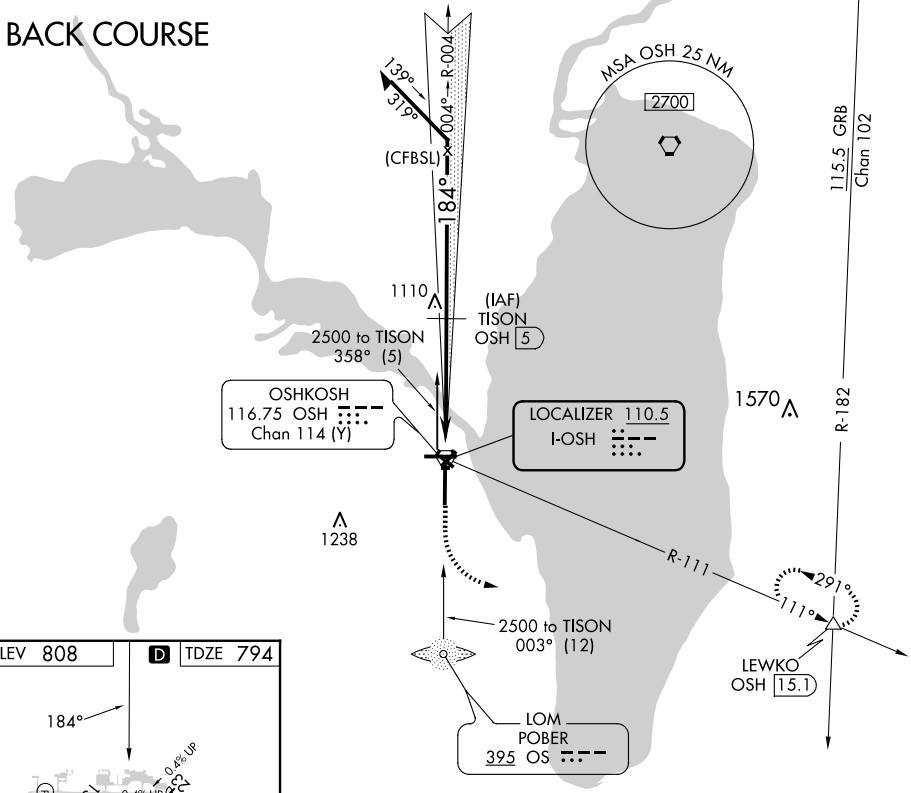 BACK COURSE
139°
319°
004°
R-004
(CFBSL)
184°
MSA OSH 25 NM
2700
115.5 GRB
Chan 102
R-182
1110
(IAF)
TISON
OSH 5
2500 to TISON
358° (5)
OSHKOSH
116.75 OSH
Chan 114 (Y)
LOCALIZER 110.5
I-OSH
1570
1238
R-111
291°
111°
2500 to TISON
003° (12)
LEWKO
OSH 15.1
LOM
POBER
395 OS
LEV 808
D
TDZE 794
184°
0.4% UP